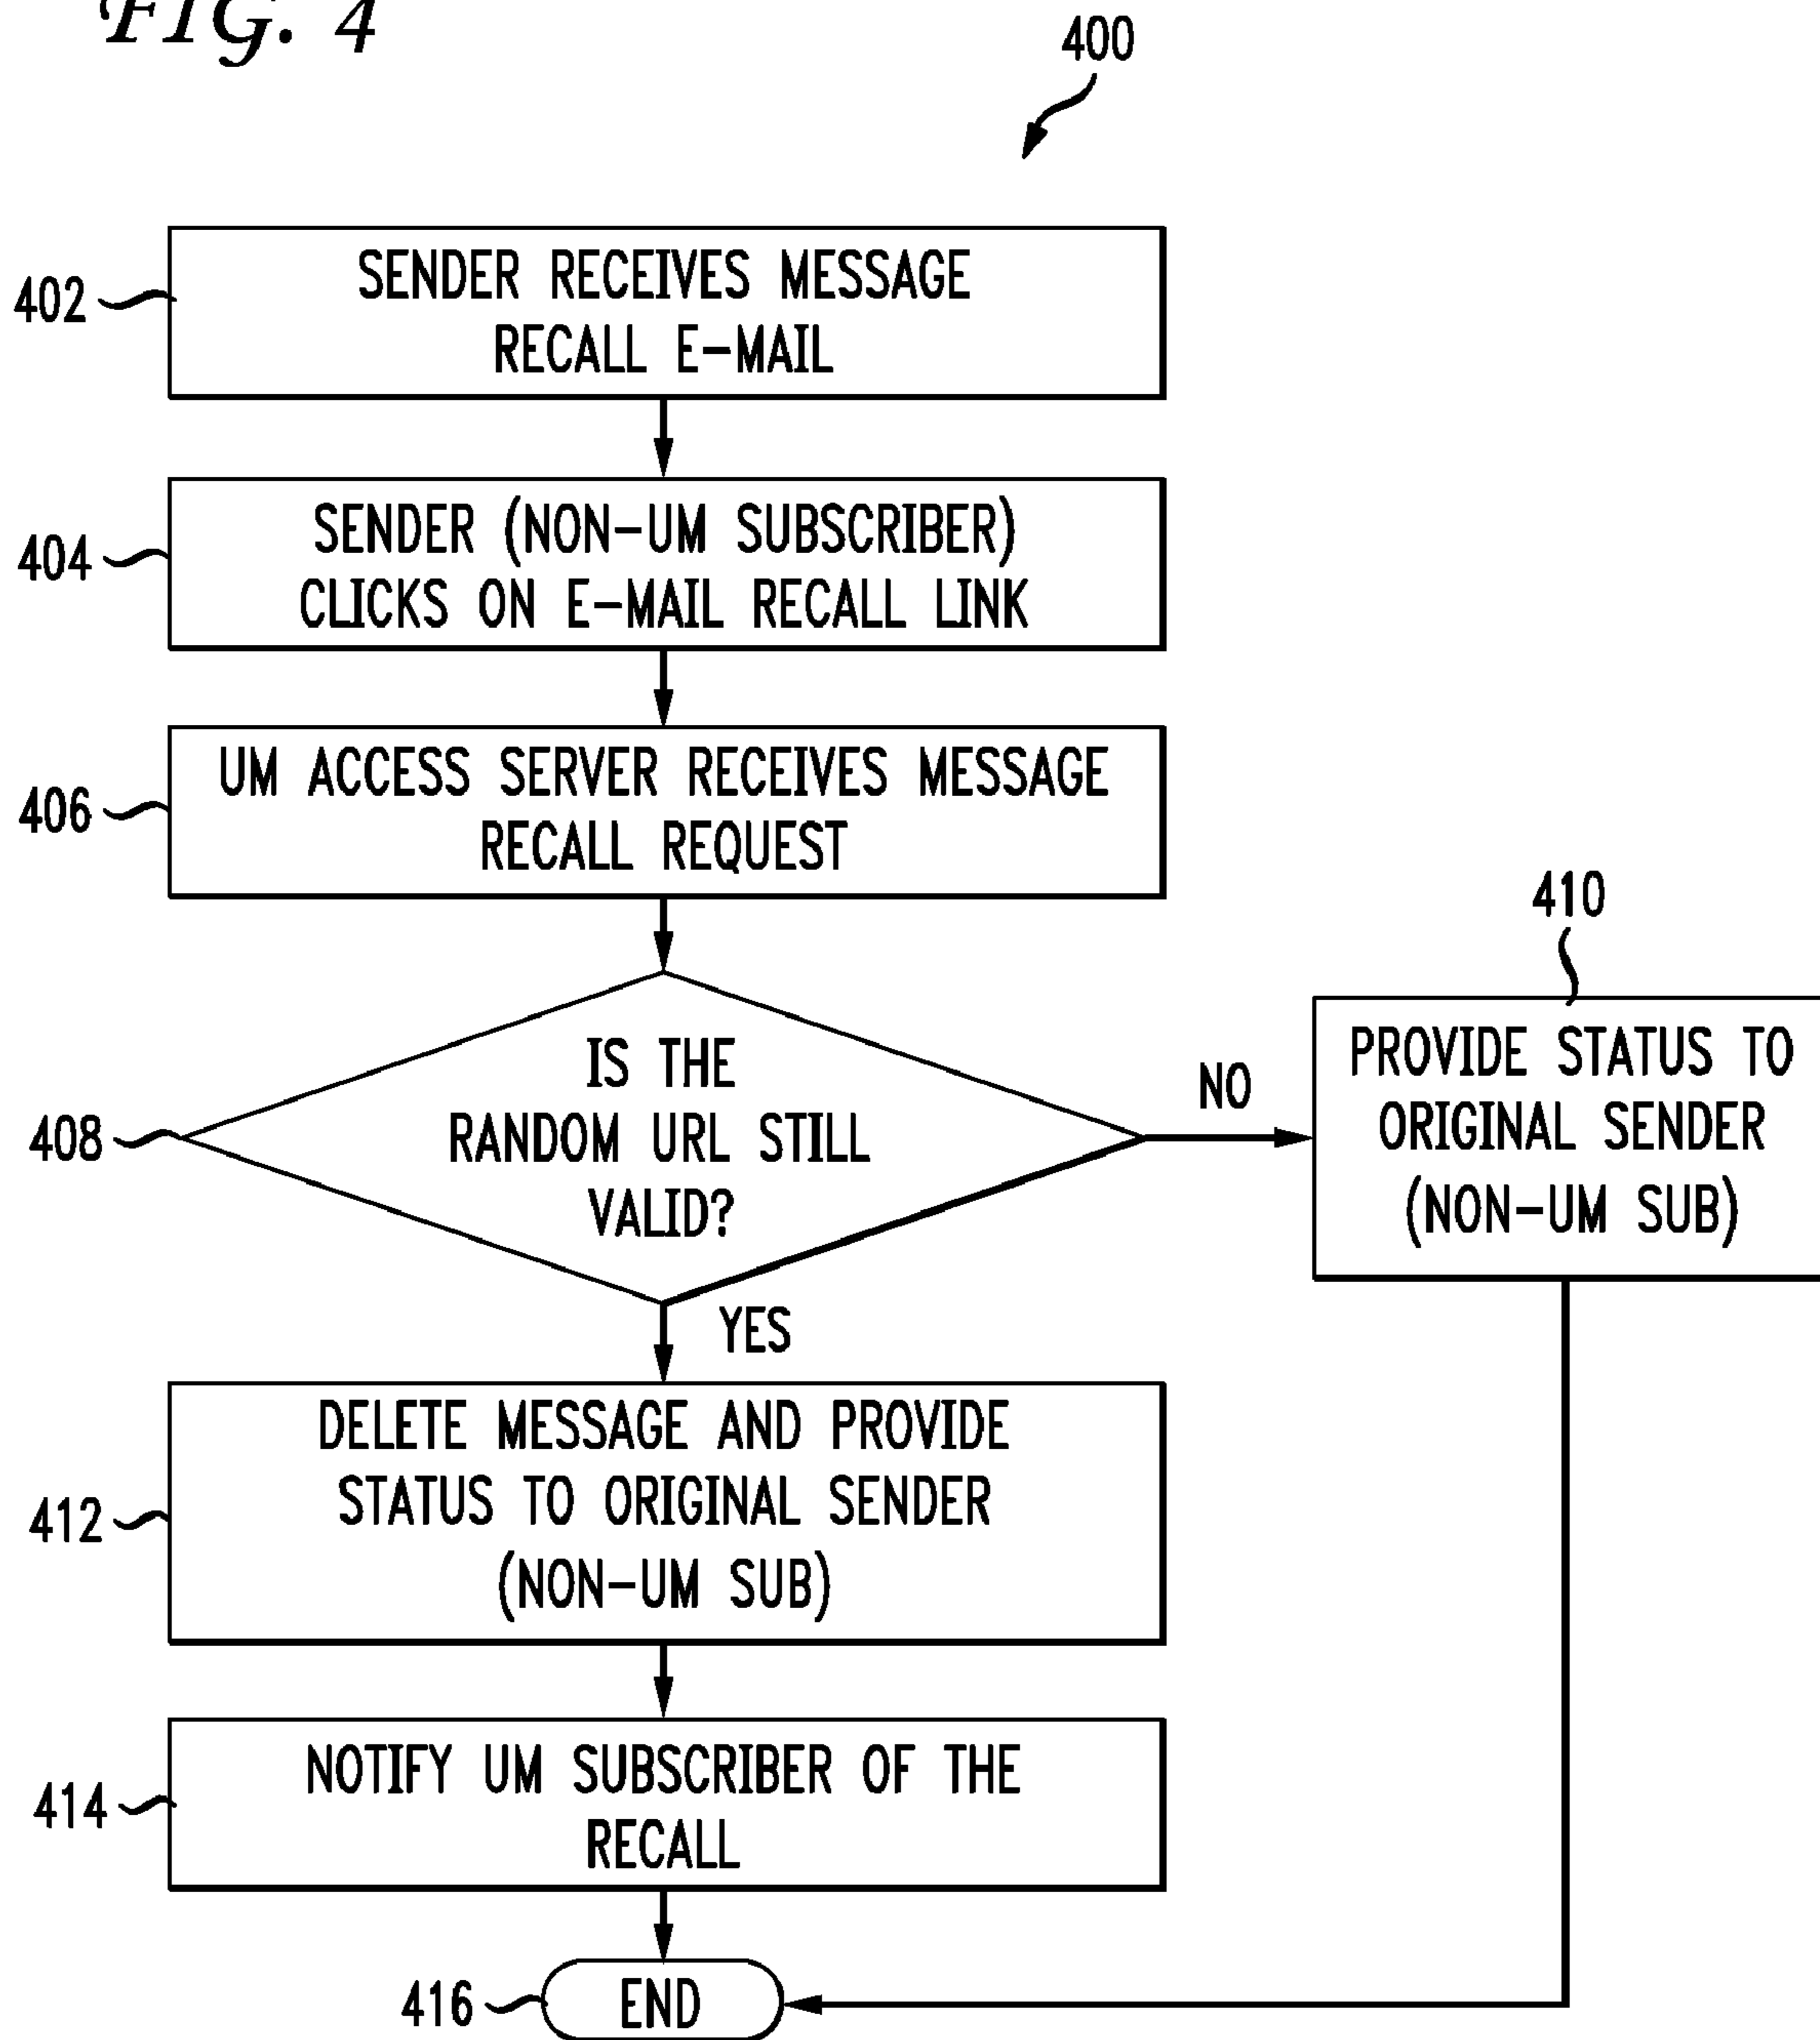 FIG. 4
400
402
SENDER RECEIVES MESSAGE
RECALL E-MAIL
404
SENDER (NON-UM SUBSCRIBER)
CLICKS ON E-MAIL RECALL LINK
406
UM ACCESS SERVER RECEIVES MESSAGE
RECALL REQUEST
408
IS THE
RANDOM URL STILL
VALID?
NO
410
PROVIDE STATUS TO
ORIGINAL SENDER
(NON-UM SUB)
YES
412
DELETE MESSAGE AND PROVIDE
STATUS TO ORIGINAL SENDER
(NON-UM SUB)
414
NOTIFY UM SUBSCRIBER OF THE
RECALL
416
END